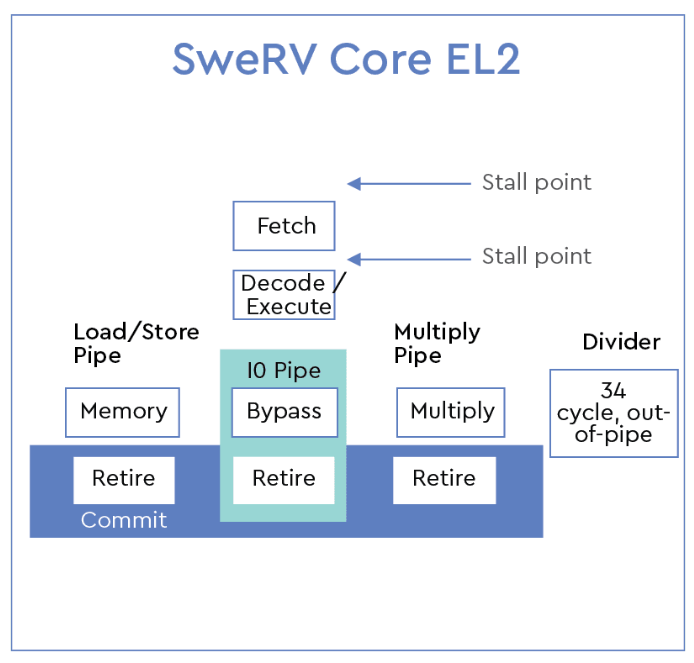 SweRV Core EL2
Stall point
Fetch
Stall point
Decode /
Execute
Load/Store
Pipe
Multiply
Pipe
Divider
I0 Pipe
Memory
Bypass
Multiply
34
cycle, out-
of-pipe
Retire
Retire
Retire
Commit